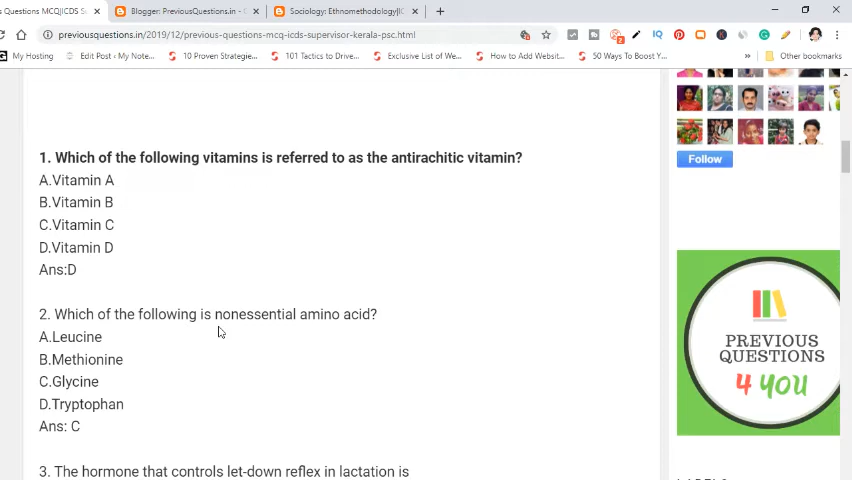 s Questions MCQ|ICDS S
Blogger: PreviousQuestions.in -
Sociology: Ethnomethodology|
previousquestions.in/2019/12/previous-questions-mcq-icds-supervisor-kerala-psc.html
My Hosting
Edit Post ‹ My Note...
10 Proven Strategie...
101 Tactics to Drive...
Exclusive List of We...
How to Add Websit...
50 Ways To Boost Y...
»
Other bookmarks
1. Which of the following vitamins is referred to as the antirachitic vitamin?
A.Vitamin A
B.Vitamin B
C.Vitamin C
D.Vitamin D
Ans:D
2. Which of the following is nonessential amino acid?
A.Leucine
B.Methionine
C.Glycine
D.Tryptophan
Ans: C
3. The hormone that controls let-down reflex in lactation is
Follow
PREVIOUS
QUESTIONS
4 YOU